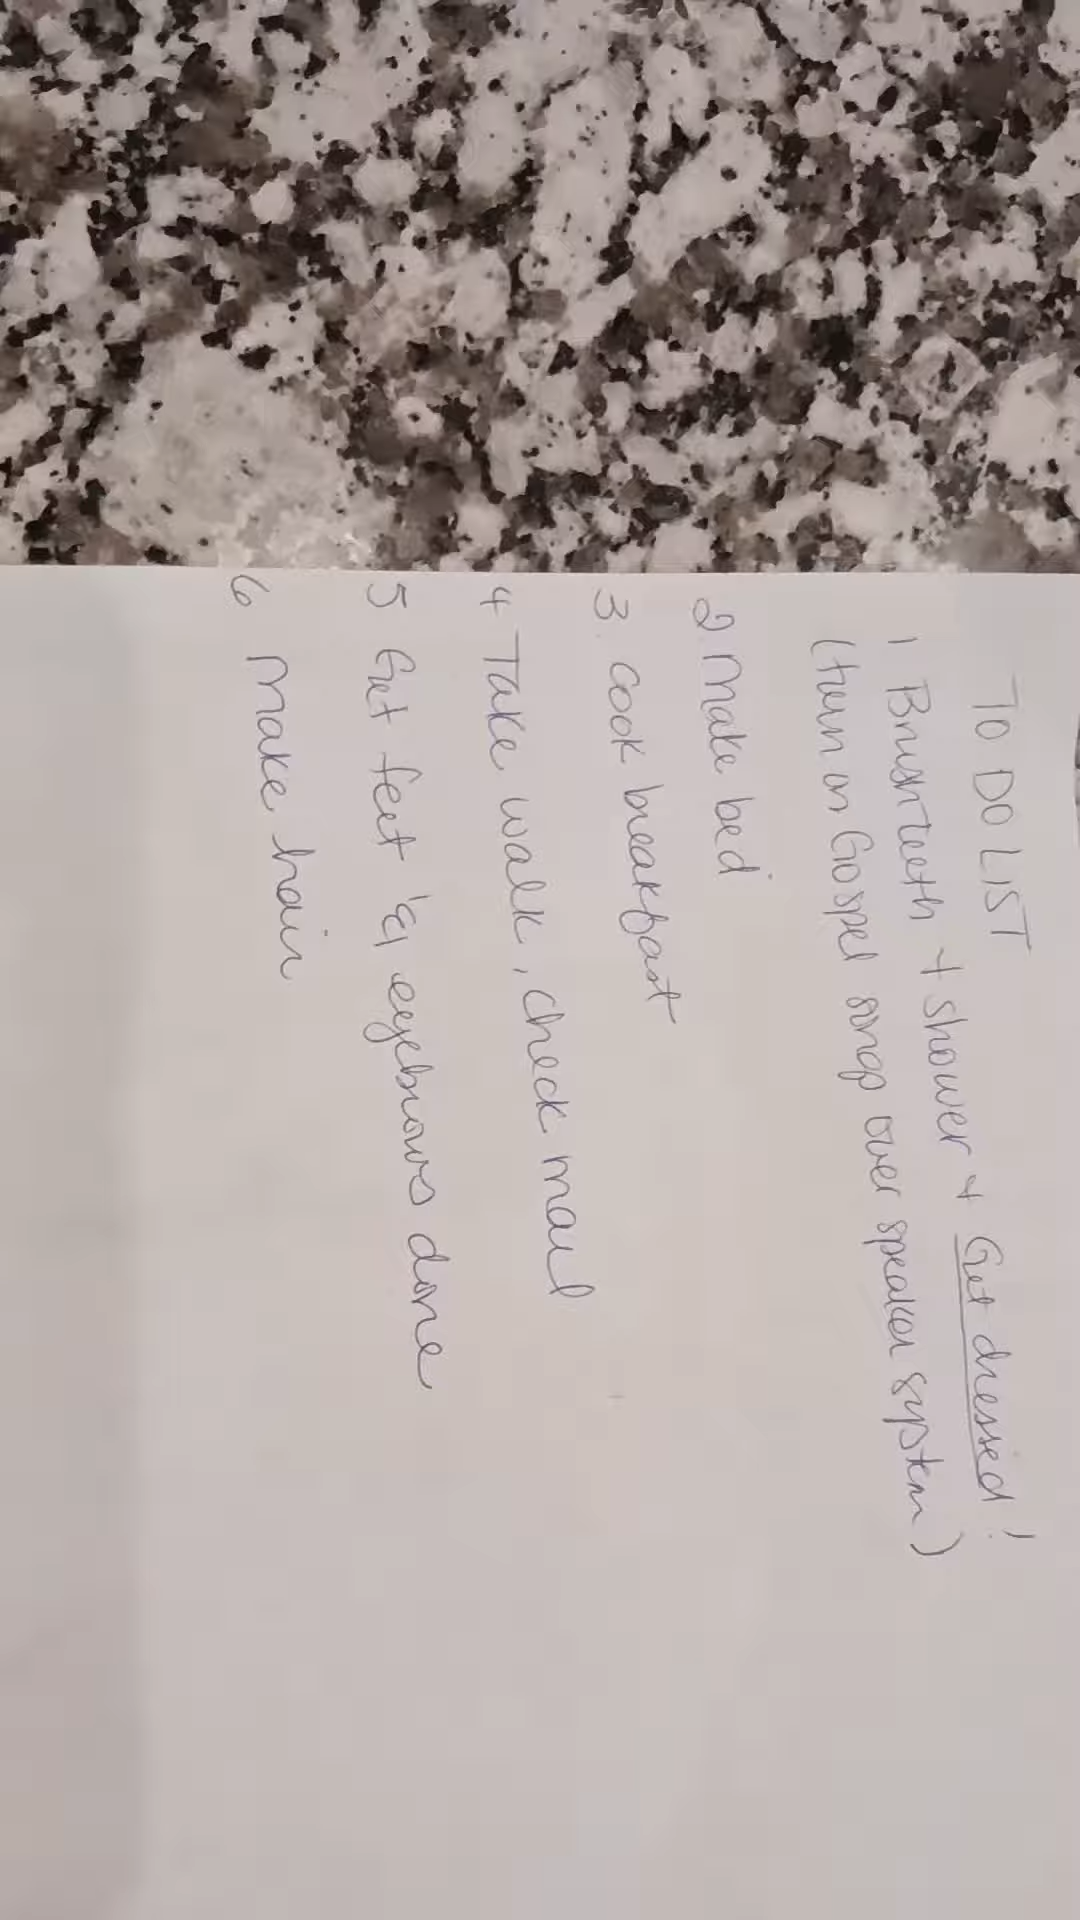 TO DO LIST
1 Brush teeth + shower + Get dressed!
(turn on Gospel songs over speaker system)
2. Make bed
3. cook breakfast
4 Take walk, check mail
5 Get feet & eyebrows done
6 make hair